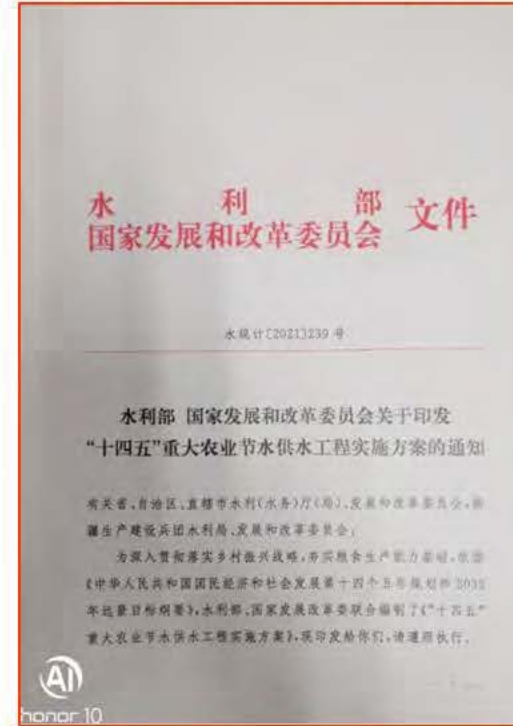 水利部
国家发展和改革委员会
文件
水规计〔2021〕239 号
水利部 国家发展和改革委员会关于印发
“十四五”重大农业节水供水工程实施方案的通知
有关省、自治区、直辖市水利(水务)厅(局)、发展和改革委员会,新
疆生产建设兵团水利局、发展和改革委员会:
为深入贯彻落实乡村振兴战略,夯实粮食生产能力基础,依据
《中华人民共和国国民经济和社会发展第十四个五年规划和 2035
年远景目标纲要》,水利部、国家发展改革委联合编制了《“十四五”
重大农业节水供水工程实施方案》,现印发给你们,请遵照执行。
AI
honor 10